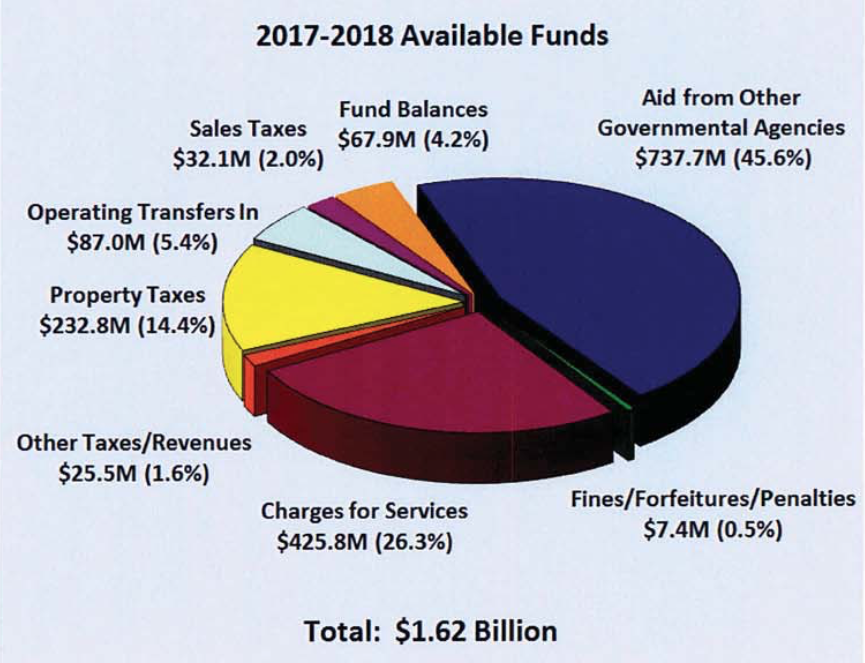 2017-2018 Available Funds
Aid from Other
Governmental Agencies
$737.7M (45.6%)
Fund Balances
$67.9M (4.2%)
Sales Taxes
$32.1M (2.0%)
Operating Transfers In
$87.0M (5.4%)
Property Taxes
$232.8M (14.4%)
Other Taxes/Revenues
$25.5M (1.6%)
Charges for Services
$425.8M (26.3%)
Fines/Forfeitures/Penalties
$7.4M (0.5%)
Total: $1.62 Billion